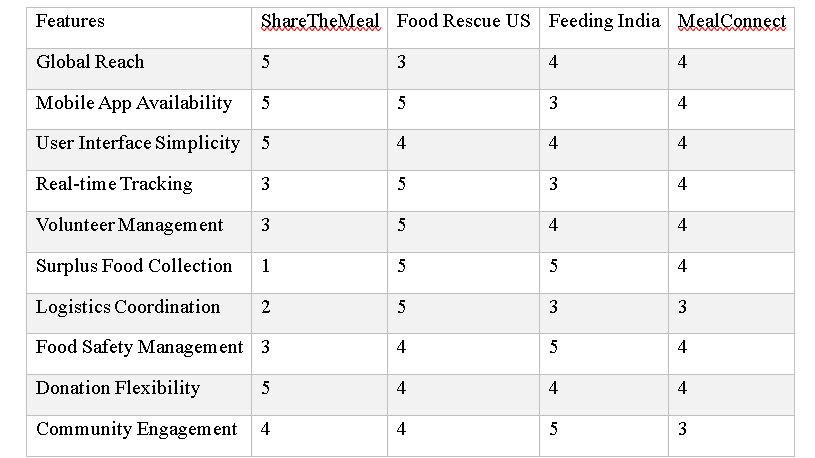 Features ShareTheMeal Food Rescue US Feeding India MealConnect
Global Reach 5 3 4 4
Mobile App Availability 5 5 3 4
User Interface Simplicity 5 4 4 4
Real-time Tracking 3 5 3 4
Volunteer Management 3 5 4 4
Surplus Food Collection 1 5 5 4
Logistics Coordination 2 5 3 3
Food Safety Management 3 4 5 4
Donation Flexibility 5 4 4 4
Community Engagement 4 4 5 3